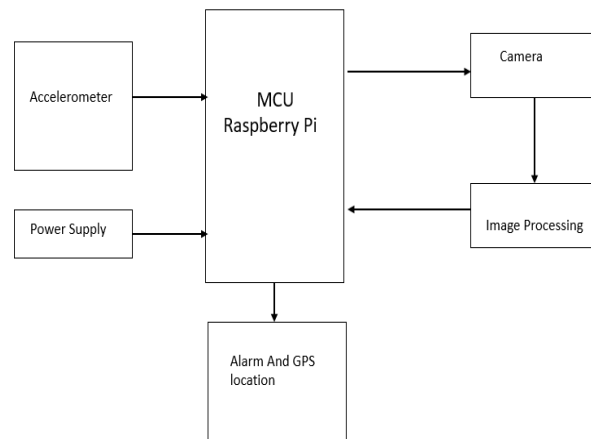 Accelerometer
MCU
Raspberry Pi
Camera
Power Supply
Image Processing
Alarm And GPS
location